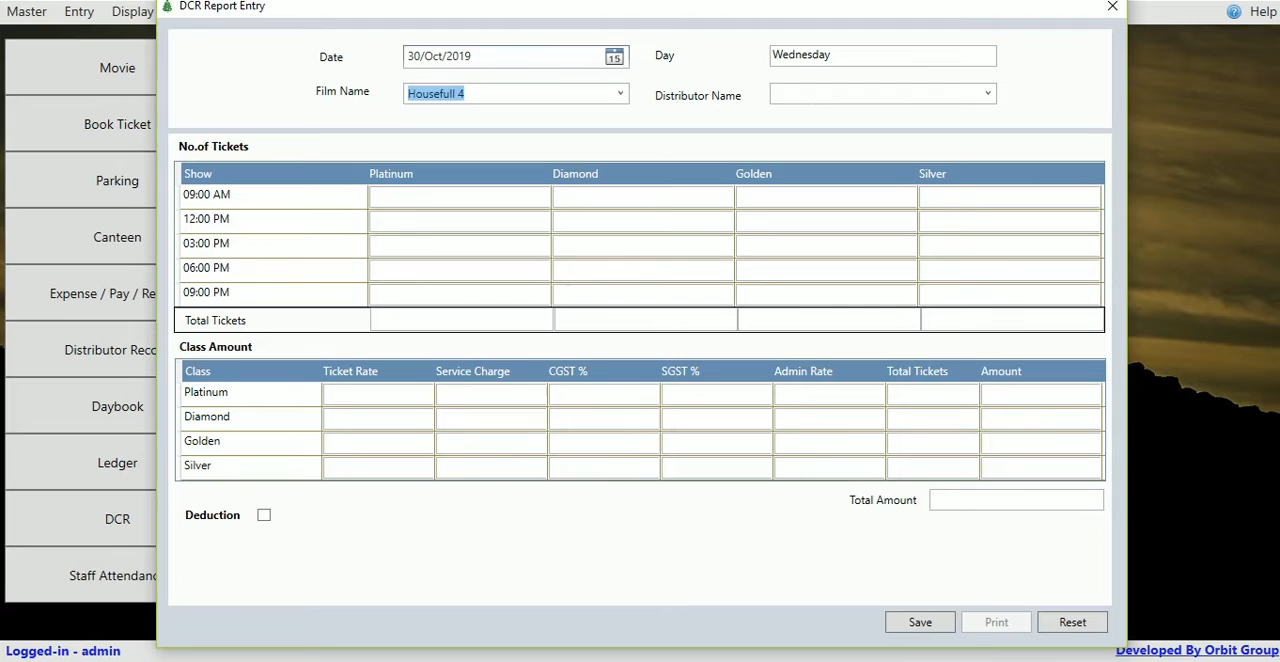 Master Entry Display
DCR Report Entry
Help
Movie
Book Ticket
Parking
Canteen
Expense / Pay / Re
Distributor Reco
Daybook
Ledger
DCR
Staff Attendanc
Date 30/Oct/2019 15 Day Wednesday
Film Name Housefull 4 Distributor Name
No.of Tickets
Show Platinum Diamond Golden Silver
09:00 AM
12:00 PM
03:00 PM
06:00 PM
09:00 PM
Total Tickets
Class Amount
Class Ticket Rate Service Charge CGST % SGST % Admin Rate Total Tickets Amount
Platinum
Diamond
Golden
Silver
Total Amount
Deduction
Save Print Reset
Logged-in - admin
Developed By Orbit Group